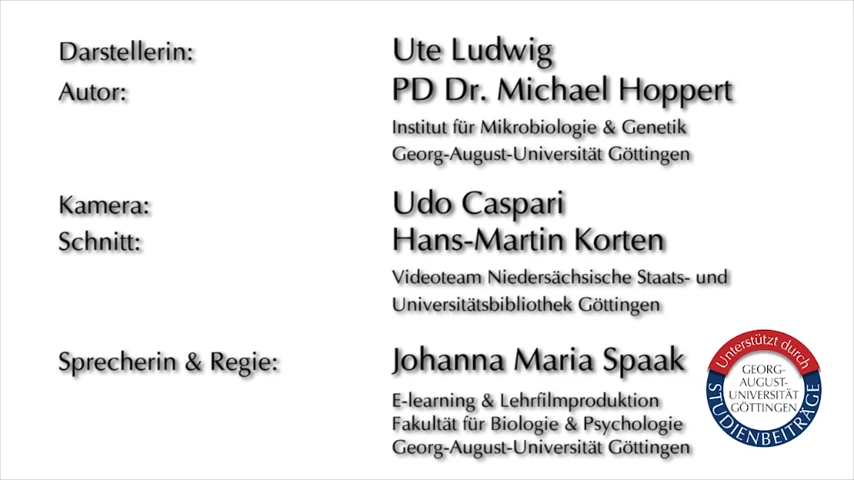 Darstellerin: Ute Ludwig
Autor: PD Dr. Michael Hoppert
Institut für Mikrobiologie & Genetik
Georg-August-Universität Göttingen
Kamera: Udo Caspari
Schnitt: Hans-Martin Korten
Videoteam Niedersächsische Staats- und
Universitätsbibliothek Göttingen
Sprecherin & Regie: Johanna Maria Spaak
E-learning & Lehrfilmproduktion
Fakultät für Biologie & Psychologie
Georg-August-Universität Göttingen
Unterstützt durch
GEORG-
AUGUST-
UNIVERSITÄT
GÖTTINGEN
STUDIENBEITRÄGE